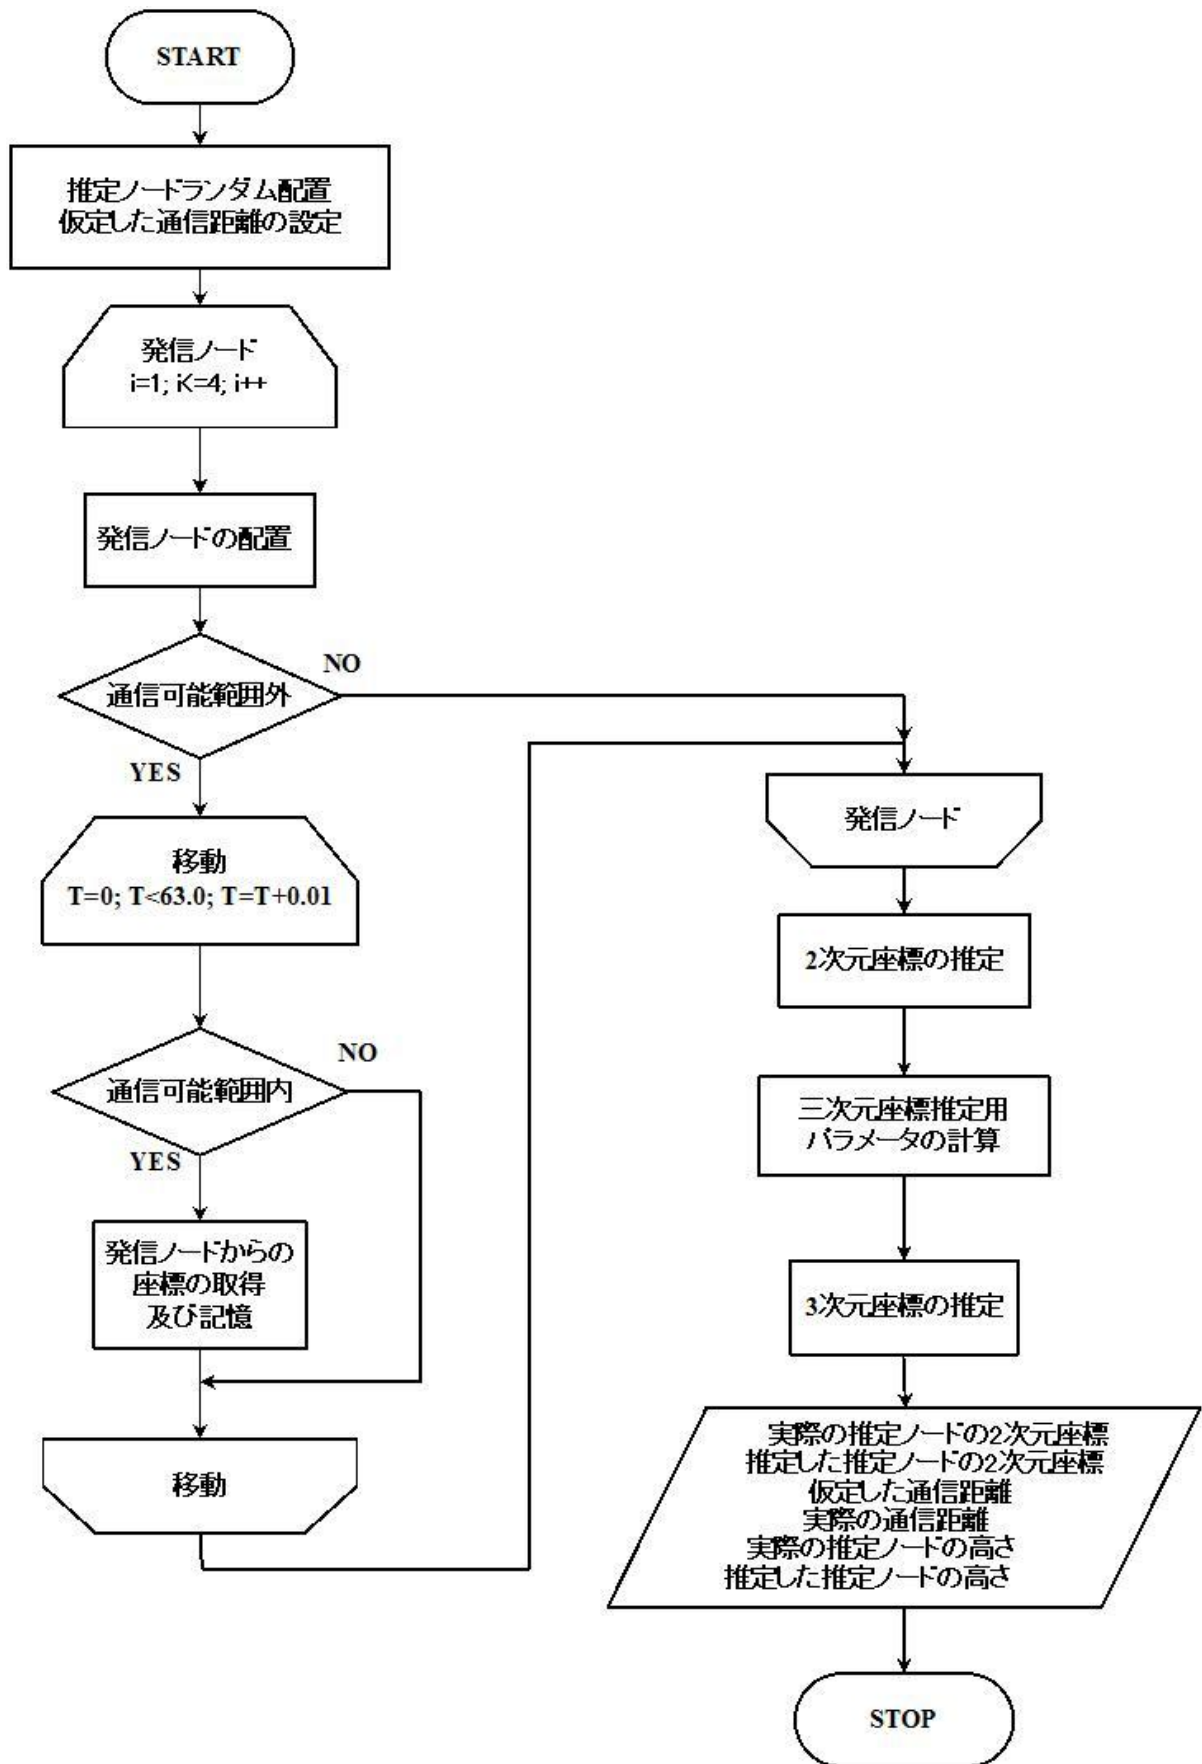 START
推定ノードランダム配置
仮定した通信距離の設定
発信ノード
i=1; i<=4; i++
発信ノードの配置
通信可能範囲外
NO
YES
移動
T=0; T<63.0; T=T+0.01
通信可能範囲内
NO
YES
発信ノードからの
座標の取得
及び記憶
移動
発信ノード
2次元座標の推定
三次元座標推定用
パラメータの計算
3次元座標の推定
実際の推定ノードの2次元座標
推定した推定ノードの2次元座標
仮定した通信距離
実際の通信距離
実際の推定ノードの高さ
推定した推定ノードの高さ
STOP